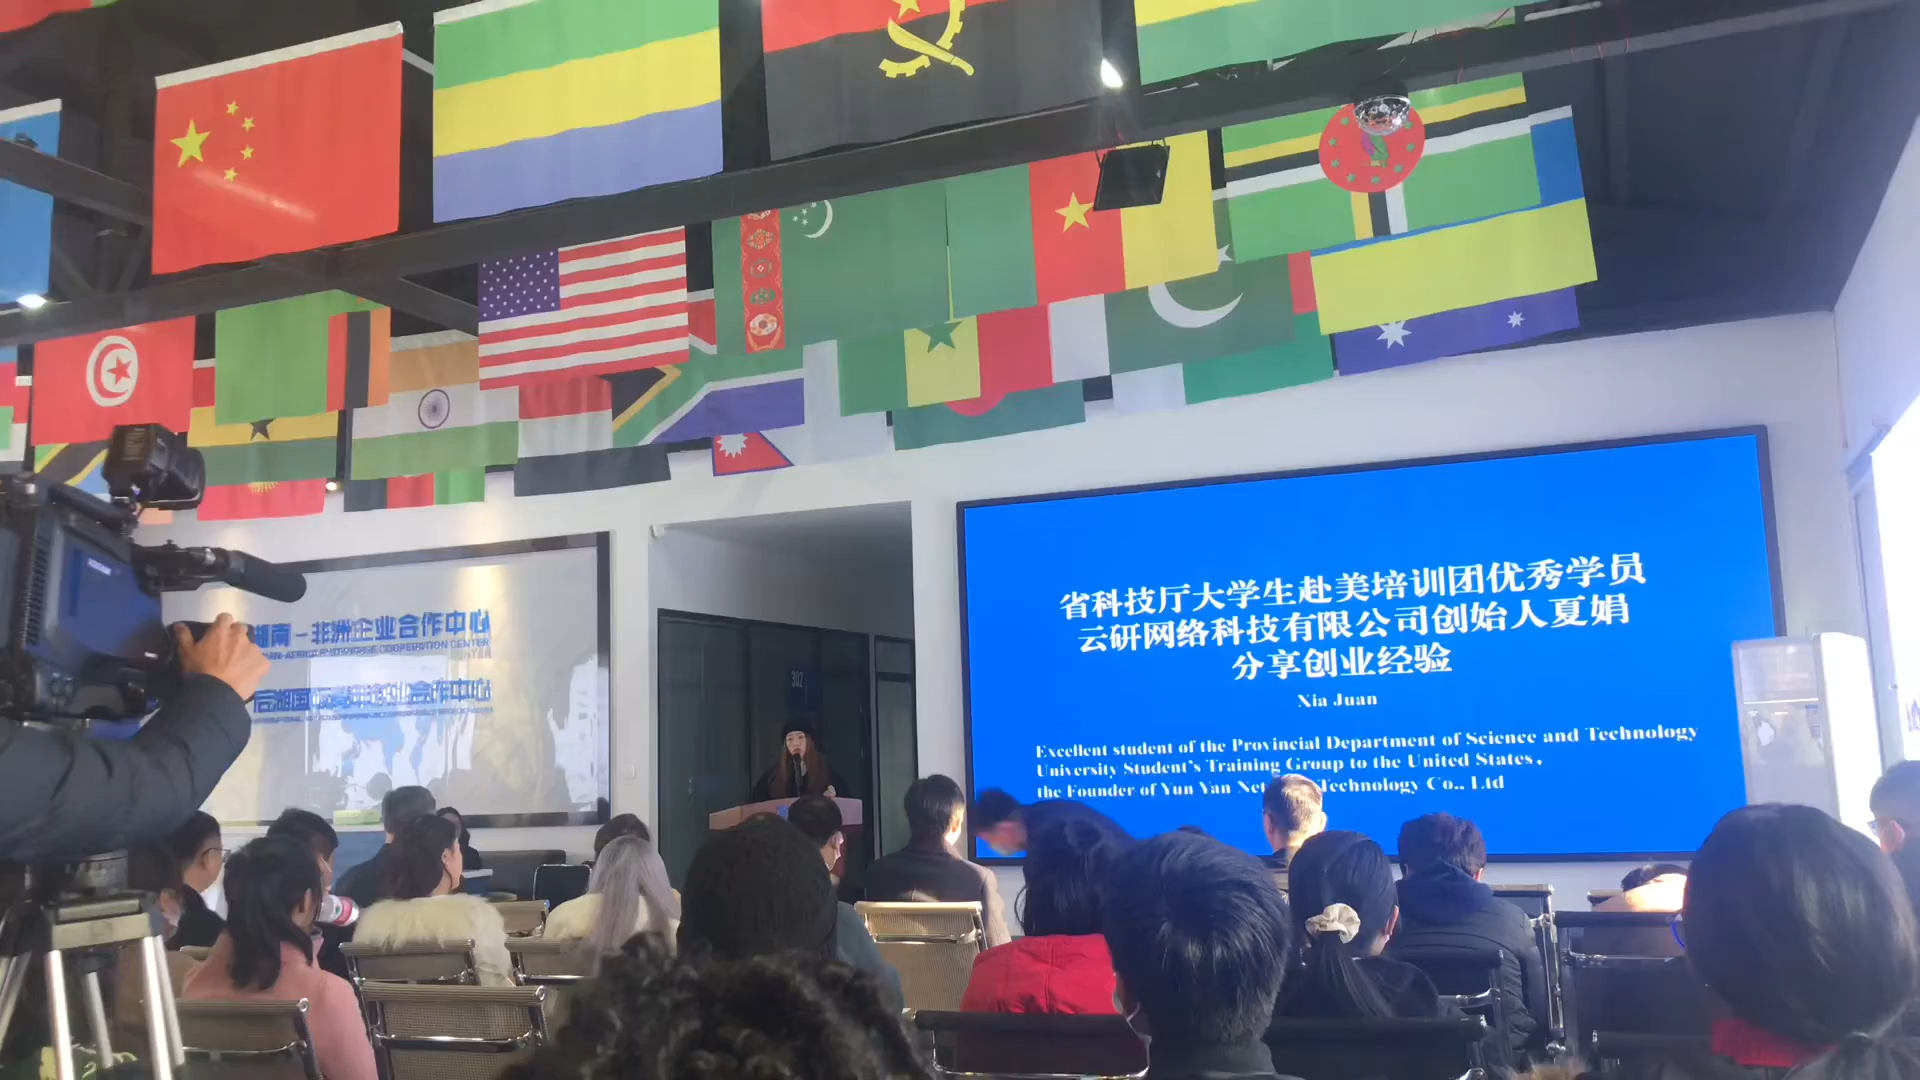 湖南－非洲企业合作中心
COOPERATION CENTER
302
省科技厅大学生赴美培训团优秀学员
云研网络科技有限公司创始人夏娟
分享创业经验
Xia Juan
Excellent student of the Provincial Department of Science and Technology
University Student's Training Group to the United States,
the Founder of Yun Yan Technology Co., Ltd